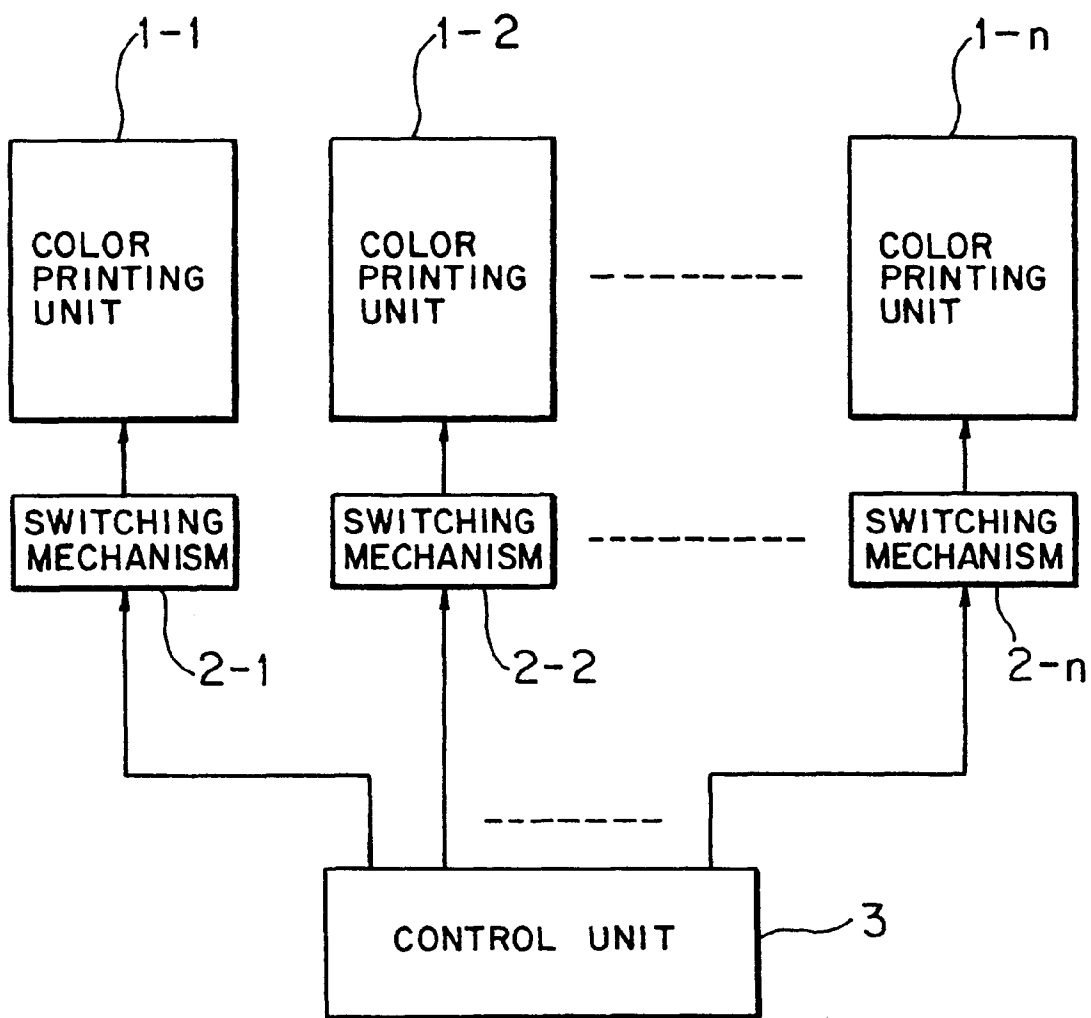 1-1
1-2
1-n
COLOR
PRINTING
UNIT
COLOR
PRINTING
UNIT
COLOR
PRINTING
UNIT
SWITCHING
MECHANISM
SWITCHING
MECHANISM
SWITCHING
MECHANISM
2-1
2-2
2-n
CONTROL UNIT
3